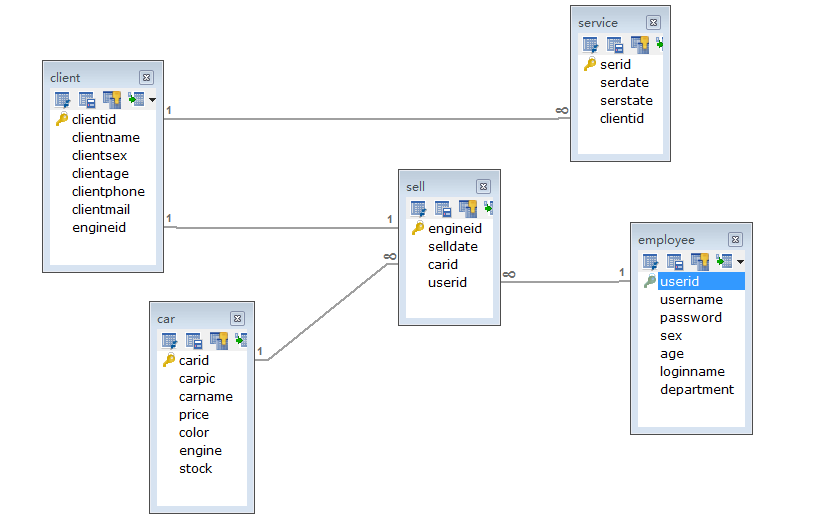 service
serid
serdate
serstate
clientid
∞
client
clientid
clientname
clientsex
clientage
clientphone
clientmail
engineid
1
1
sell
engineid
selldate
carid
userid
1
∞
∞
employee
userid
username
password
sex
age
loginname
department
1
car
carid
carpic
carname
price
color
engine
stock
1